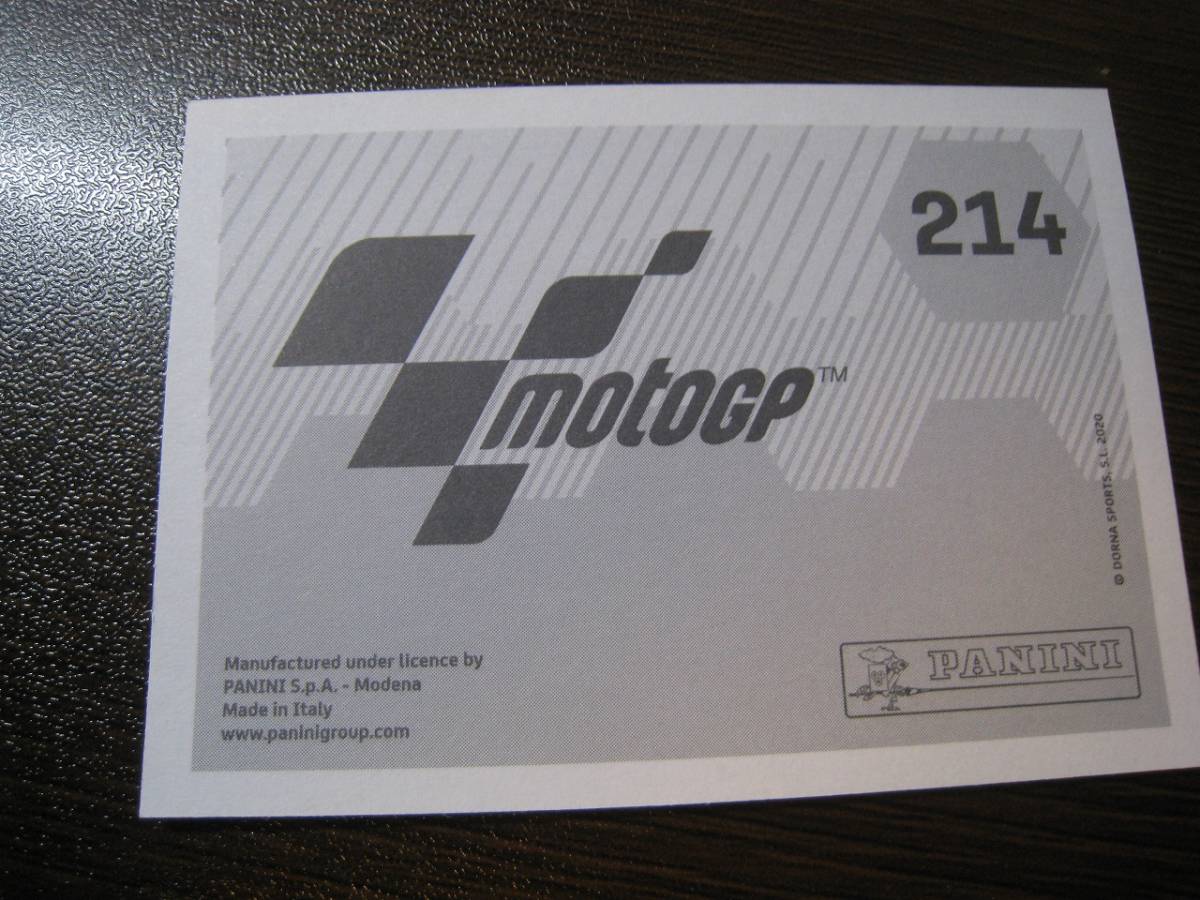 214
motoGP™
© DORNA SPORTS, S.L. 2020
Manufactured under licence by
PANINI S.p.A. - Modena
Made in Italy
www.paninigroup.com
PANINI